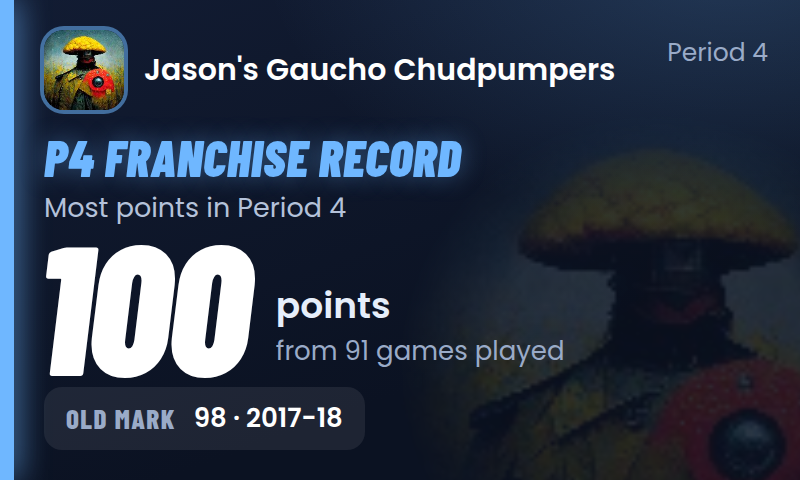 Jason's Gaucho Chudpumpers
Period 4
P4 FRANCHISE RECORD
Most points in Period 4
100
points
from 91 games played
OLD MARK 98 · 2017-18